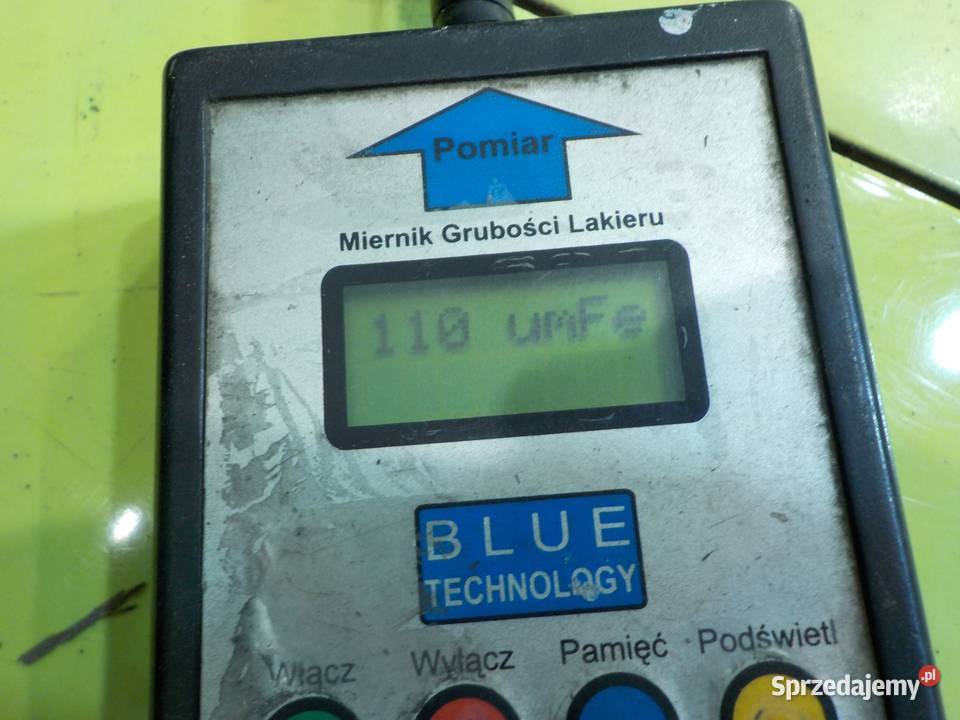 Pomiar
Miernik Grubości Lakieru
110 umFe
BLUE
TECHNOLOGY
Włącz Wyłącz Pamięć Podświetl
Sprzedajemy.pl